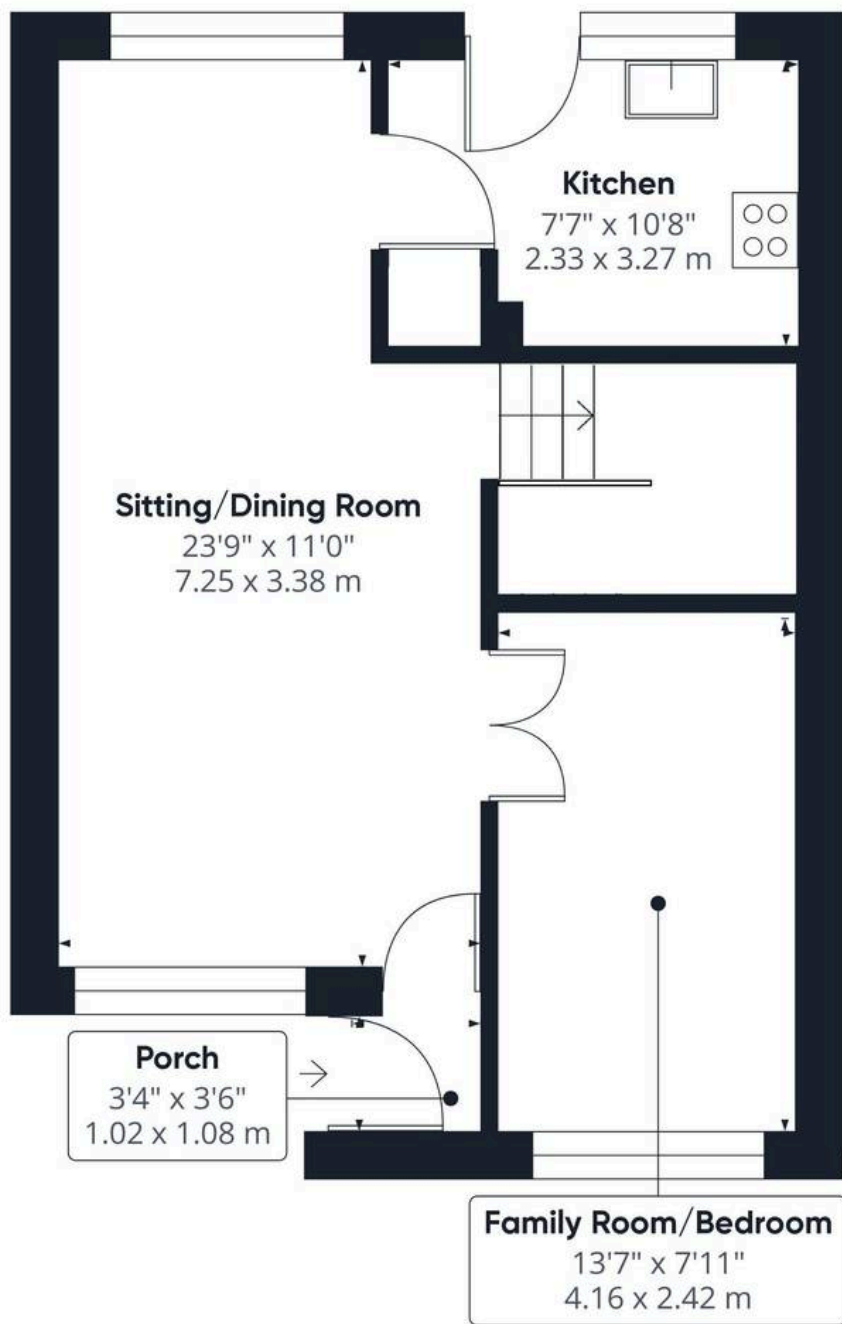 Kitchen
7'7" x 10'8"
2.33 x 3.27 m
Sitting/Dining Room
23'9" x 11'0"
7.25 x 3.38 m
Porch
3'4" x 3'6"
1.02 x 1.08 m
Family Room/Bedroom
13'7" x 7'11"
4.16 x 2.42 m